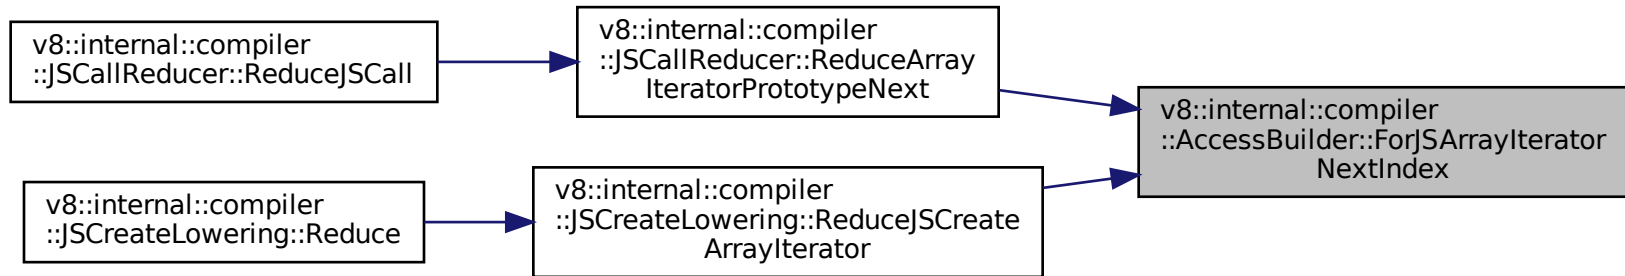 v8::internal::compiler
::JSCallReducer::ReduceJSCall
v8::internal::compiler
::JSCallReducer::ReduceArray
IteratorPrototypeNext
v8::internal::compiler
::AccessBuilder::ForJSArrayIterator
NextIndex
v8::internal::compiler
::JSCreateLowering::Reduce
v8::internal::compiler
::JSCreateLowering::ReduceJSCreate
ArrayIterator